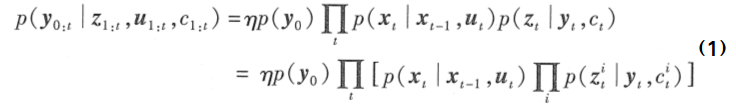 p(y_{0:t} | z_{1:t}, u_{1:t}, c_{1:t}) = ηp(y_0) ∏_t p(x_t | x_{t-1}, u_t) p(z_t | y_t, c_t)
= ηp(y_0) ∏_t [p(x_t | x_{t-1}, u_t) ∏_i p(z_t^i | y_t, c_t^i)]
(1)